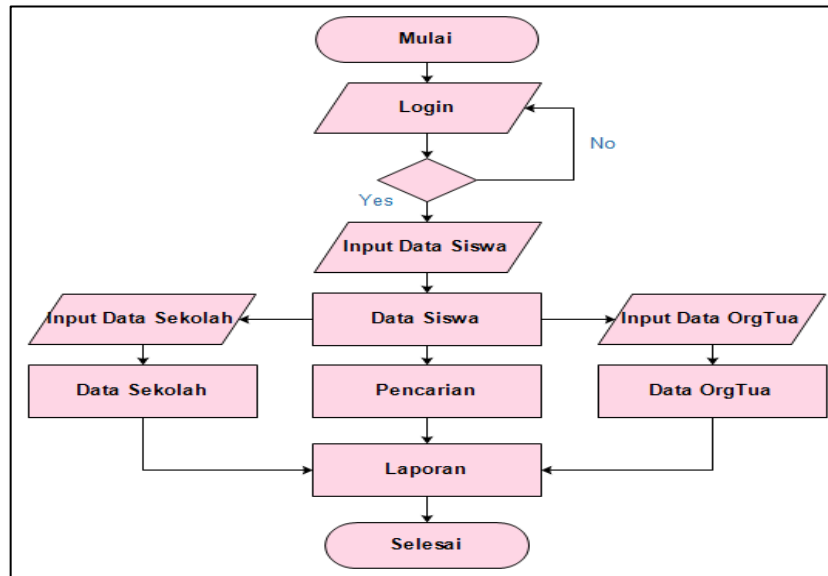 Mulai
Login
No
Yes
Input Data Siswa
Input Data Sekolah
Data Siswa
Input Data OrgTua
Data Sekolah
Pencarian
Data OrgTua
Laporan
Selesai